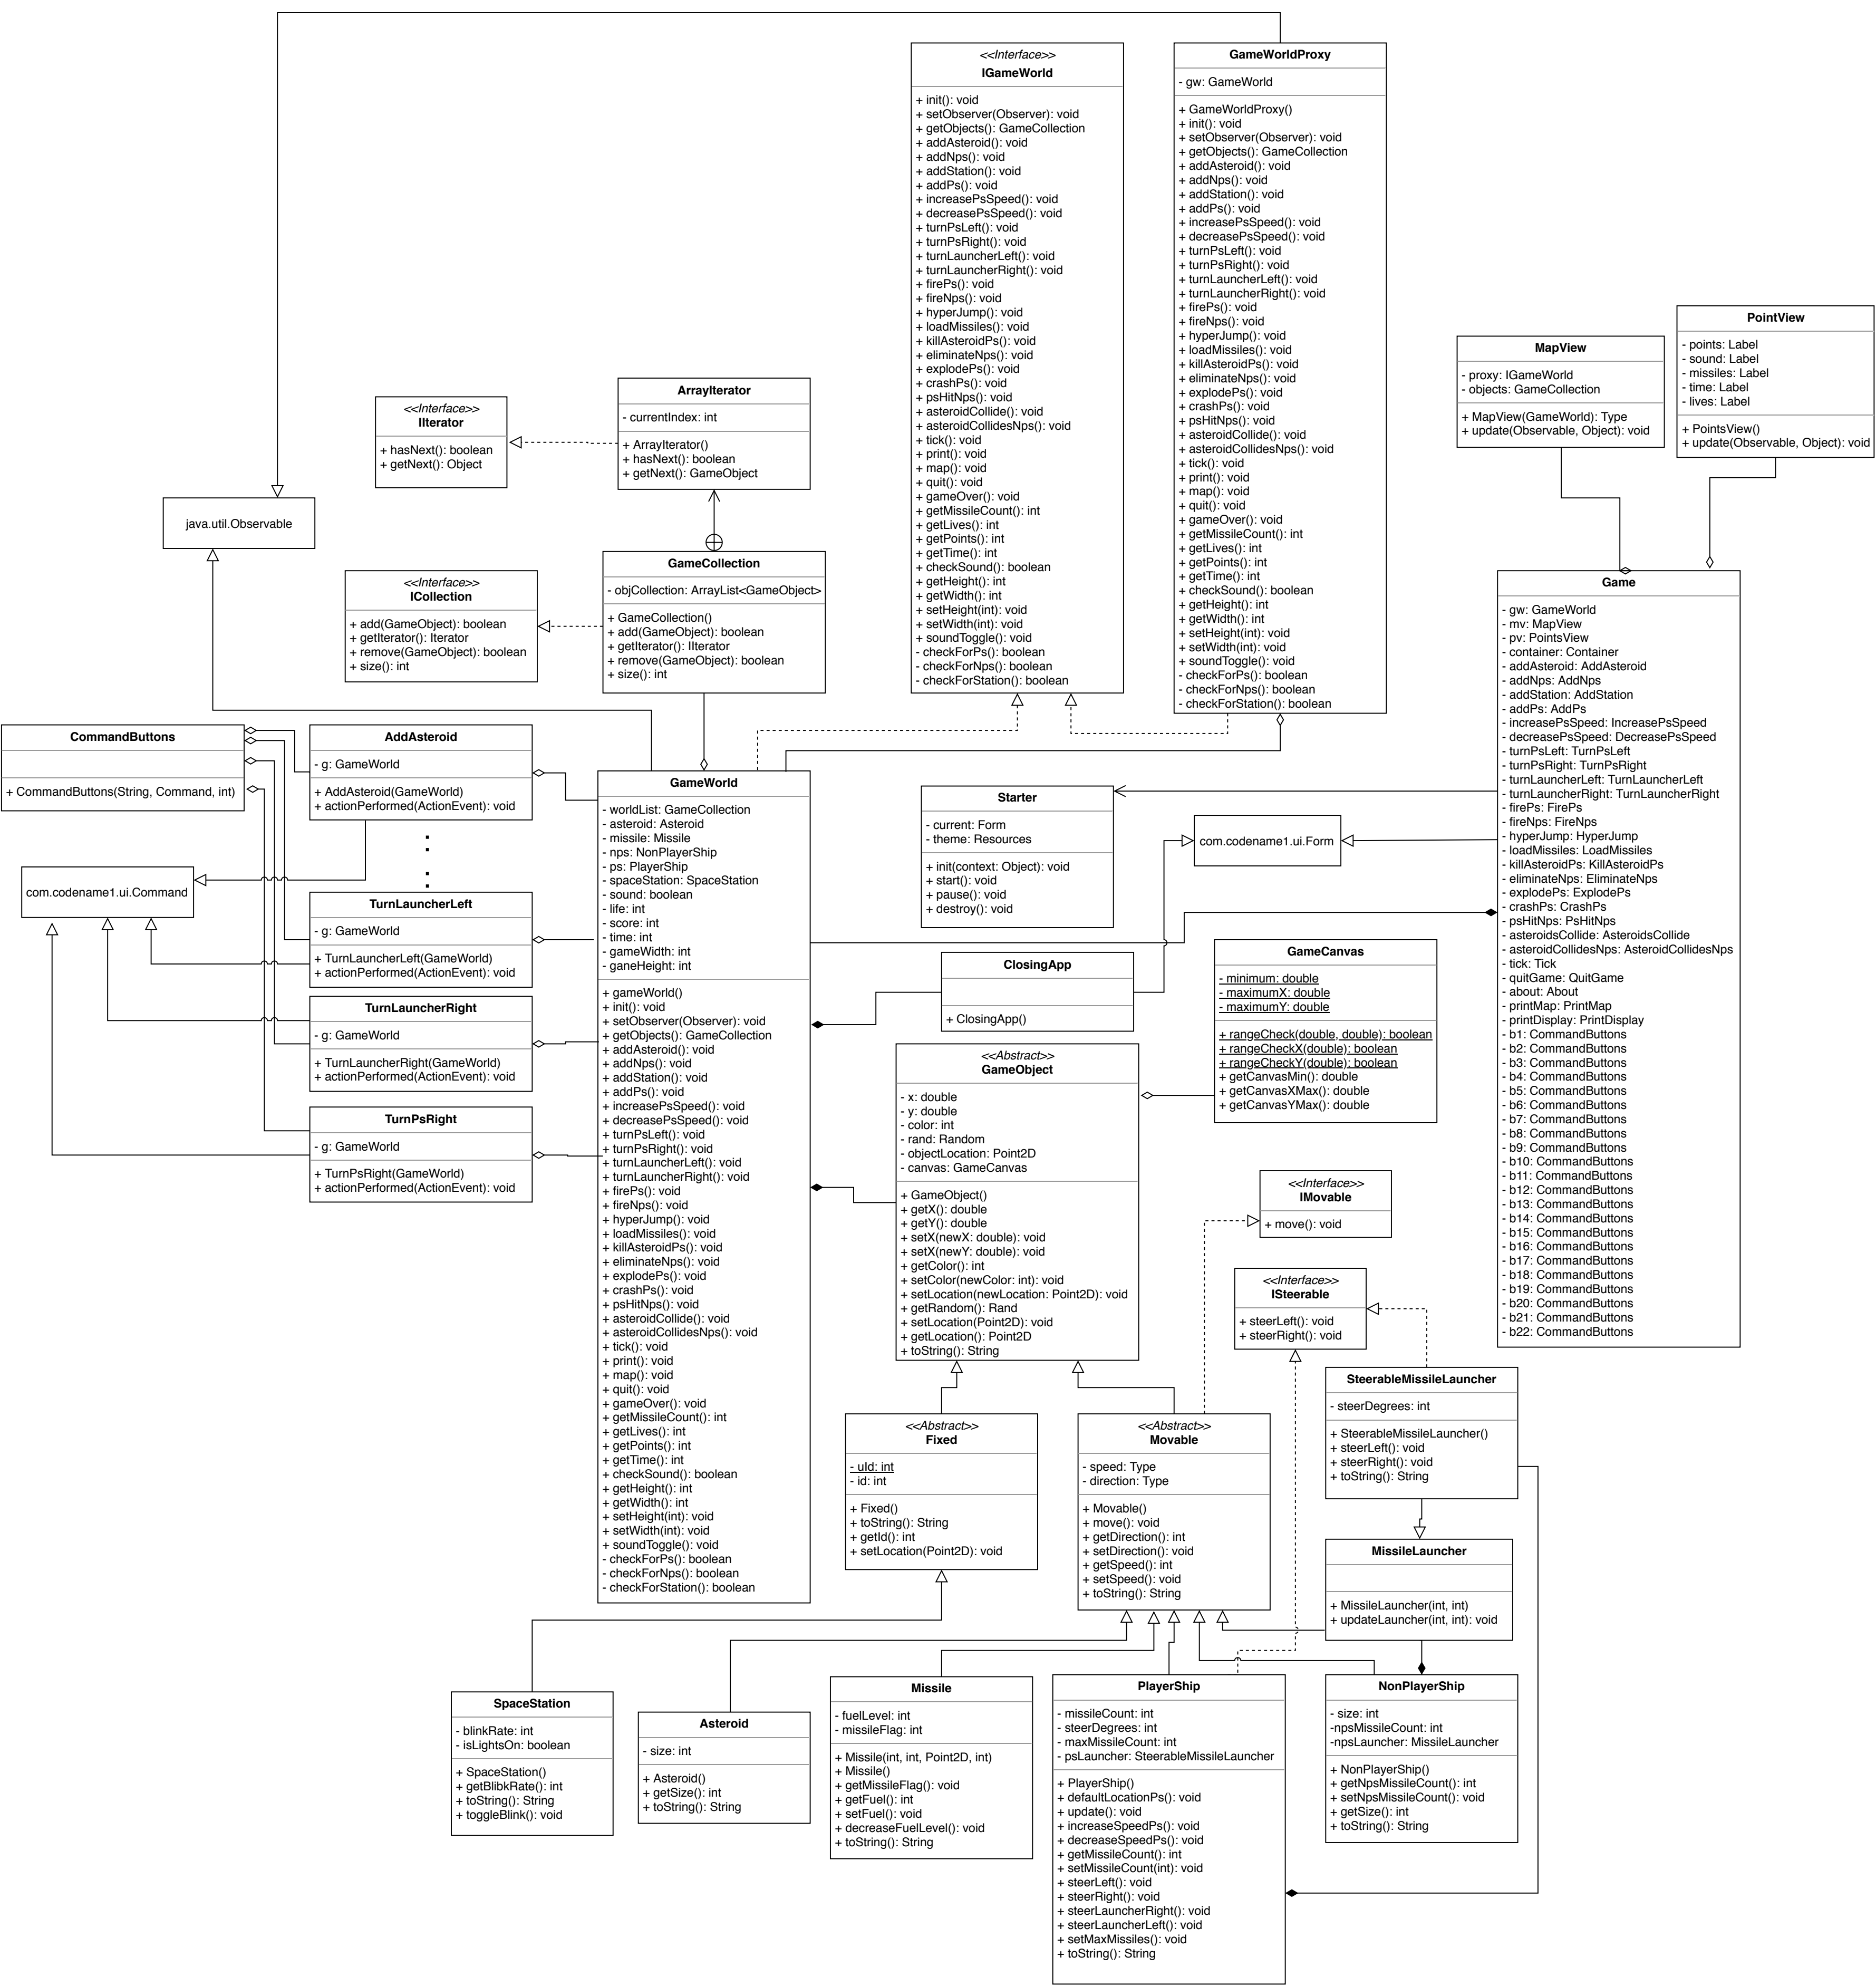 <<Interface>>
IGameWorld
+ init(): void
+ setObserver(Observer): void
+ getObjects(): GameCollection
+ addAsteroid(): void
+ addNps(): void
+ addStation(): void
+ addPs(): void
+ increasePsSpeed(): void
+ decreasePsSpeed(): void
+ turnPsLeft(): void
+ turnPsRight(): void
+ turnLauncherLeft(): void
+ turnLauncherRight(): void
+ firePs(): void
+ fireNps(): void
+ hyperJump(): void
+ loadMissiles(): void
+ killAsteroidPs(): void
+ eliminateNps(): void
+ explodePs(): void
+ crashPs(): void
+ psHitNps(): void
+ asteroidCollide(): void
+ asteroidCollidesNps(): void
+ tick(): void
+ print(): void
+ map(): void
+ quit(): void
+ gameOver(): void
+ getMissileCount(): int
+ getLives(): int
+ getPoints(): int
+ getTime(): int
+ checkSound(): boolean
+ getHeight(): int
+ getWidth(): int
+ setHeight(int): void
+ setWidth(int): void
+ soundToggle(): void
- checkForPs(): boolean
- checkForNps(): boolean
- checkForStation(): boolean
GameWorldProxy
- gw: GameWorld
+ GameWorldProxy()
+ init(): void
+ setObserver(Observer): void
+ getObjects(): GameCollection
+ addAsteroid(): void
+ addNps(): void
+ addStation(): void
+ addPs(): void
+ increasePsSpeed(): void
+ decreasePsSpeed(): void
+ turnPsLeft(): void
+ turnPsRight(): void
+ turnLauncherLeft(): void
+ turnLauncherRight(): void
+ firePs(): void
+ fireNps(): void
+ hyperJump(): void
+ loadMissiles(): void
+ killAsteroidPs(): void
+ eliminateNps(): void
+ explodePs(): void
+ crashPs(): void
+ psHitNps(): void
+ asteroidCollide(): void
+ asteroidCollidesNps(): void
+ tick(): void
+ print(): void
+ map(): void
+ quit(): void
+ gameOver(): void
+ getMissileCount(): int
+ getLives(): int
+ getPoints(): int
+ getTime(): int
+ checkSound(): boolean
+ getHeight(): int
+ getWidth(): int
+ setHeight(int): void
+ setWidth(int): void
+ soundToggle(): void
- checkForPs(): boolean
- checkForNps(): boolean
- checkForStation(): boolean
MapView
- proxy: IGameWorld
- objects: GameCollection
+ MapView(GameWorld): Type
+ update(Observable, Object): void
PointView
- points: Label
- sound: Label
- missiles: Label
- time: Label
- lives: Label
+ PointsView()
+ update(Observable, Object): void
<<Interface>>
IIterator
+ hasNext(): boolean
+ getNext(): Object
ArrayIterator
- currentIndex: int
+ ArrayIterator()
+ hasNext(): boolean
+ getNext(): GameObject
java.util.Observable
<<Interface>>
ICollection
+ add(GameObject): boolean
+ getIterator(): Iterator
+ remove(GameObject): boolean
+ size(): int
GameCollection
- objCollection: ArrayList<GameObject>
+ GameCollection()
+ add(GameObject): boolean
+ getIterator(): IIterator
+ remove(GameObject): boolean
+ size(): int
Game
- gw: GameWorld
- mv: MapView
- pv: PointsView
- container: Container
- addAsteroid: AddAsteroid
- addNps: AddNps
- addStation: AddStation
- addPs: AddPs
- increasePsSpeed: IncreasePsSpeed
- decreasePsSpeed: DecreasePsSpeed
- turnPsLeft: TurnPsLeft
- turnPsRight: TurnPsRight
- turnLauncherLeft: TurnLauncherLeft
- turnLauncherRight: TurnLauncherRight
- firePs: FirePs
- fireNps: FireNps
- hyperJump: HyperJump
- loadMissiles: LoadMissiles
- killAsteroidPs: KillAsteroidPs
- eliminateNps: EliminateNps
- explodePs: ExplodePs
- crashPs: CrashPs
- psHitNps: PsHitNps
- asteroidsCollide: AsteroidsCollide
- asteroidCollidesNps: AsteroidCollidesNps
- tick: Tick
- quitGame: QuitGame
- about: About
- printMap: PrintMap
- printDisplay: PrintDisplay
- b1: CommandButtons
- b2: CommandButtons
- b3: CommandButtons
- b4: CommandButtons
- b5: CommandButtons
- b6: CommandButtons
- b7: CommandButtons
- b8: CommandButtons
- b9: CommandButtons
- b10: CommandButtons
- b11: CommandButtons
- b12: CommandButtons
- b13: CommandButtons
- b14: CommandButtons
- b15: CommandButtons
- b16: CommandButtons
- b17: CommandButtons
- b18: CommandButtons
- b19: CommandButtons
- b20: CommandButtons
- b21: CommandButtons
- b22: CommandButtons
CommandButtons
+ CommandButtons(String, Command, int)
AddAsteroid
- g: GameWorld
+ AddAsteroid(GameWorld)
+ actionPerformed(ActionEvent): void
com.codename1.ui.Command
TurnLauncherLeft
- g: GameWorld
+ TurnLauncherLeft(GameWorld)
+ actionPerformed(ActionEvent): void
TurnLauncherRight
- g: GameWorld
+ TurnLauncherRight(GameWorld)
+ actionPerformed(ActionEvent): void
TurnPsRight
- g: GameWorld
+ TurnPsRight(GameWorld)
+ actionPerformed(ActionEvent): void
GameWorld
- worldList: GameCollection
- asteroid: Asteroid
- missile: Missile
- nps: NonPlayerShip
- ps: PlayerShip
- spaceStation: SpaceStation
- sound: boolean
- life: int
- score: int
- time: int
- gameWidth: int
- ganeHeight: int
+ gameWorld()
+ init(): void
+ setObserver(Observer): void
+ getObjects(): GameCollection
+ addAsteroid(): void
+ addNps(): void
+ addStation(): void
+ addPs(): void
+ increasePsSpeed(): void
+ decreasePsSpeed(): void
+ turnPsLeft(): void
+ turnPsRight(): void
+ turnLauncherLeft(): void
+ turnLauncherRight(): void
+ firePs(): void
+ fireNps(): void
+ hyperJump(): void
+ loadMissiles(): void
+ killAsteroidPs(): void
+ eliminateNps(): void
+ explodePs(): void
+ crashPs(): void
+ psHitNps(): void
+ asteroidCollide(): void
+ asteroidCollidesNps(): void
+ tick(): void
+ print(): void
+ map(): void
+ quit(): void
+ gameOver(): void
+ getMissileCount(): int
+ getLives(): int
+ getPoints(): int
+ getTime(): int
+ checkSound(): boolean
+ getHeight(): int
+ getWidth(): int
+ setHeight(int): void
+ setWidth(int): void
+ soundToggle(): void
- checkForPs(): boolean
- checkForNps(): boolean
- checkForStation(): boolean
Starter
- current: Form
- theme: Resources
+ init(context: Object): void
+ start(): void
+ pause(): void
+ destroy(): void
com.codename1.ui.Form
ClosingApp
+ ClosingApp()
GameCanvas
- minimum: double
- maximumX: double
- maximumY: double
+ rangeCheck(double, double): boolean
+ rangeCheckX(double): boolean
+ rangeCheckY(double): boolean
+ getCanvasMin(): double
+ getCanvasXMax(): double
+ getCanvasYMax(): double
<<Abstract>>
GameObject
- x: double
- y: double
- color: int
- rand: Random
- objectLocation: Point2D
- canvas: GameCanvas
+ GameObject()
+ getX(): double
+ getY(): double
+ setX(newX: double): void
+ setX(newY: double): void
+ getColor(): int
+ setColor(newColor: int): void
+ setLocation(newLocation: Point2D): void
+ getRandom(): Rand
+ setLocation(Point2D): void
+ getLocation(): Point2D
+ toString(): String
<<Interface>>
IMovable
+ move(): void
<<Interface>>
ISteerable
+ steerLeft(): void
+ steerRight(): void
SteerableMissileLauncher
- steerDegrees: int
+ SteerableMissileLauncher()
+ steerLeft(): void
+ steerRight(): void
+ toString(): String
<<Abstract>>
Fixed
- uId: int
- id: int
+ Fixed()
+ toString(): String
+ getId(): int
+ setLocation(Point2D): void
<<Abstract>>
Movable
- speed: Type
- direction: Type
+ Movable()
+ move(): void
+ getDirection(): int
+ setDirection(): void
+ getSpeed(): int
+ setSpeed(): void
+ toString(): String
MissileLauncher
+ MissileLauncher(int, int)
+ updateLauncher(int, int): void
SpaceStation
- blinkRate: int
- isLightsOn: boolean
+ SpaceStation()
+ getBlibkRate(): int
+ toString(): String
+ toggleBlink(): void
Asteroid
- size: int
+ Asteroid()
+ getSize(): int
+ toString(): String
Missile
- fuelLevel: int
- missileFlag: int
+ Missile(int, int, Point2D, int)
+ Missile()
+ getMissileFlag(): void
+ getFuel(): int
+ setFuel(): void
+ decreaseFuelLevel(): void
+ toString(): String
PlayerShip
- missileCount: int
- steerDegrees: int
- maxMissileCount: int
- psLauncher: SteerableMissileLauncher
+ PlayerShip()
+ defaultLocationPs(): void
+ update(): void
+ increaseSpeedPs(): void
+ decreaseSpeedPs(): void
+ getMissileCount(): int
+ setMissileCount(int): void
+ steerLeft(): void
+ steerRight(): void
+ steerLauncherRight(): void
+ steerLauncherLeft(): void
+ setMaxMissiles(): void
+ toString(): String
NonPlayerShip
- size: int
-npsMissileCount: int
-npsLauncher: MissileLauncher
+ NonPlayerShip()
+ getNpsMissileCount(): int
+ setNpsMissileCount(): void
+ getSize(): int
+ toString(): String